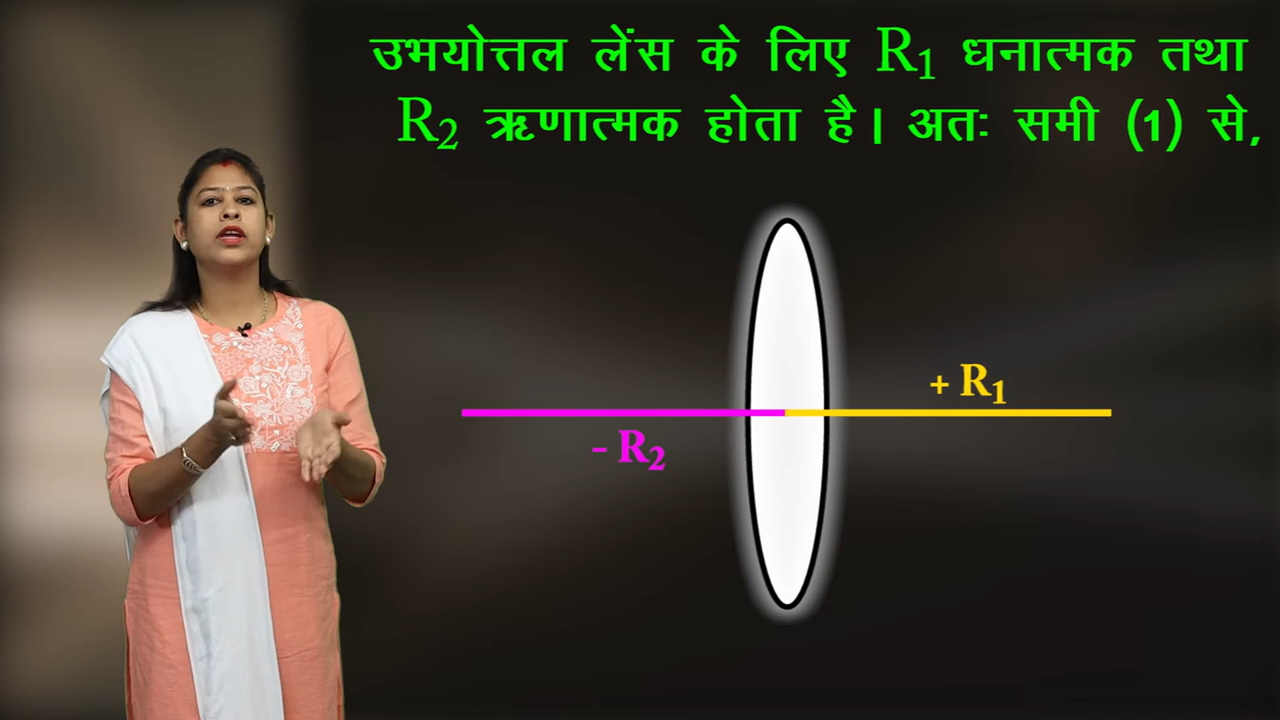 उभयोत्तल लेंस के लिए R₁ धनात्मक तथा
R₂ ऋणात्मक होता है। अतः समी (1) से,
+ R₁
- R₂